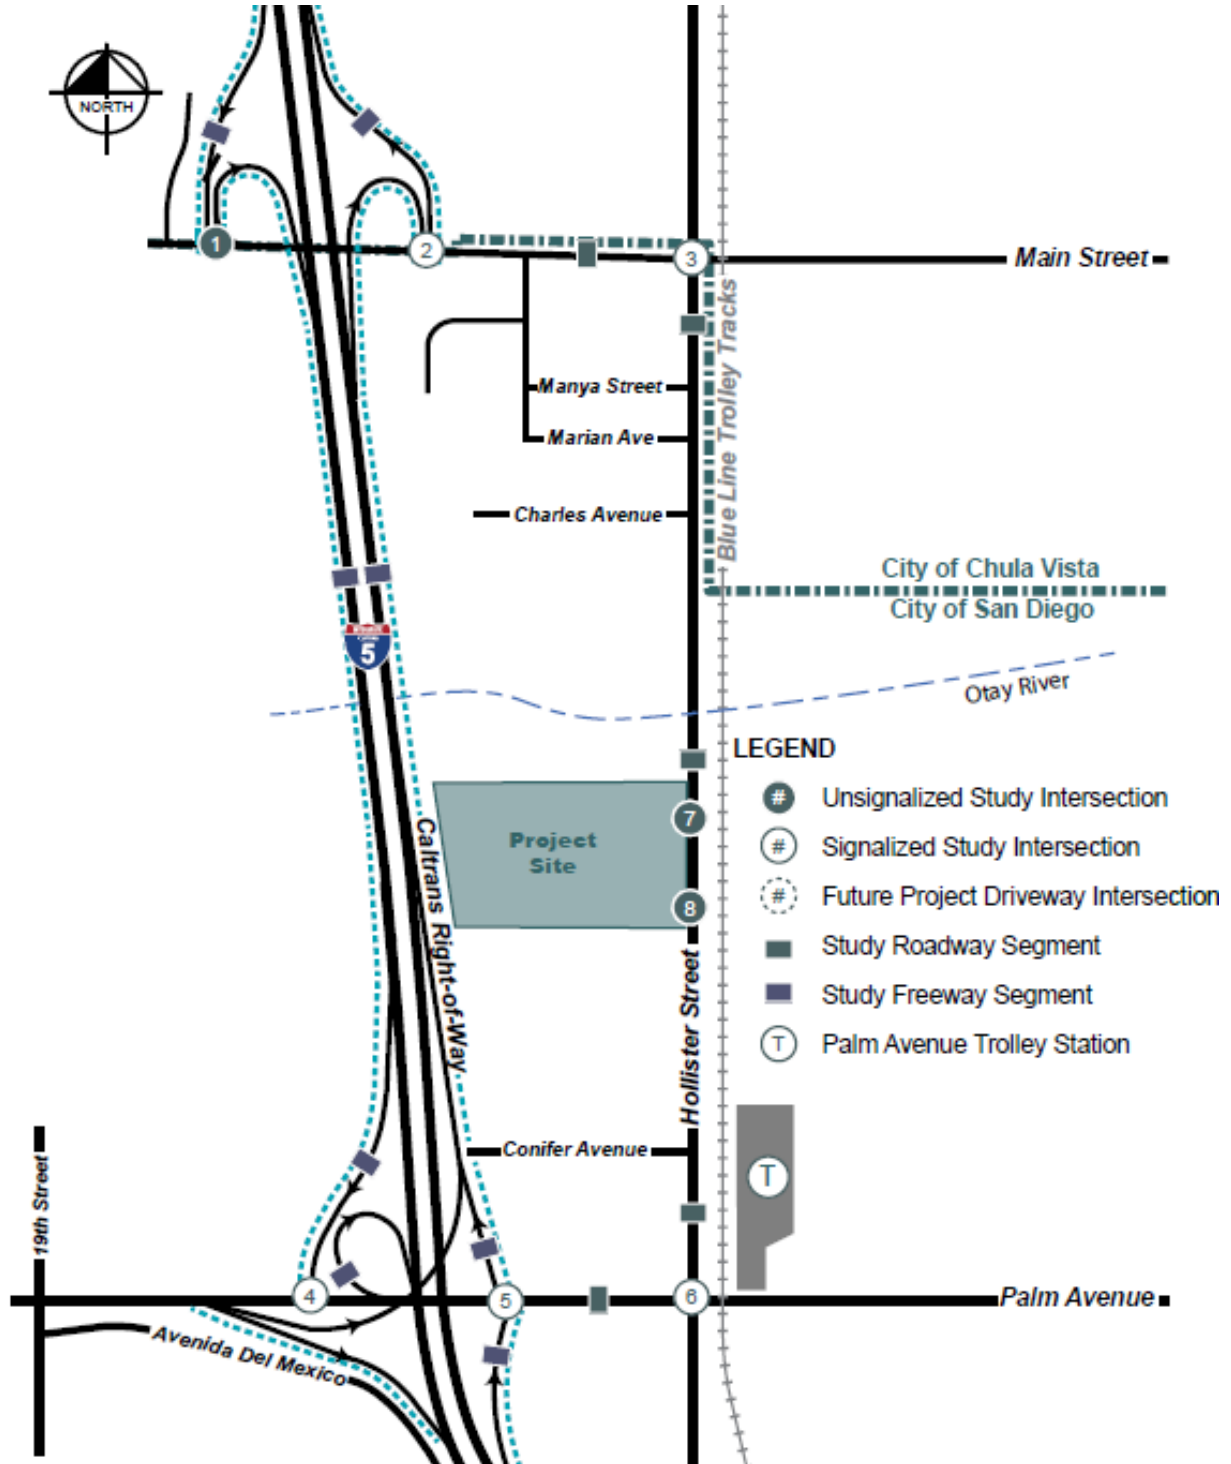 NORTH
1
2
3
Main Street
Blue Line Trolley Tracks
Manya Street
Marian Ave
Charles Avenue
City of Chula Vista
City of San Diego
5
Otay River
LEGEND
# Unsignalized Study Intersection
# Signalized Study Intersection
# Future Project Driveway Intersection
Study Roadway Segment
Study Freeway Segment
T Palm Avenue Trolley Station
Project
Site
7
8
Caltrans Right-of-Way
Hollister Street
Conifer Avenue
T
19th Street
4
5
6
Palm Avenue
Avenida Del Mexico